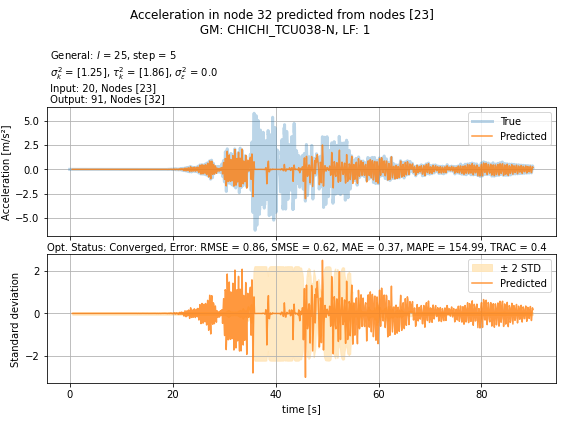 Acceleration in node 32 predicted from nodes [23]
GM: CHICHI_TCU038-N, LF: 1
General: l = 25, step = 5
σ²ₖ = [1.25], τ²ₖ = [1.86], σ²ε = 0.0
Input: 20, Nodes [23]
Output: 91, Nodes [32]
5.0
2.5
0.0
−2.5
−5.0
Acceleration [m/s²]
True
Predicted
Opt. Status: Converged, Error: RMSE = 0.86, SMSE = 0.62, MAE = 0.37, MAPE = 154.99, TRAC = 0.4
2
0
−2
Standard deviation
± 2 STD
Predicted
0 20 40 60 80
time [s]